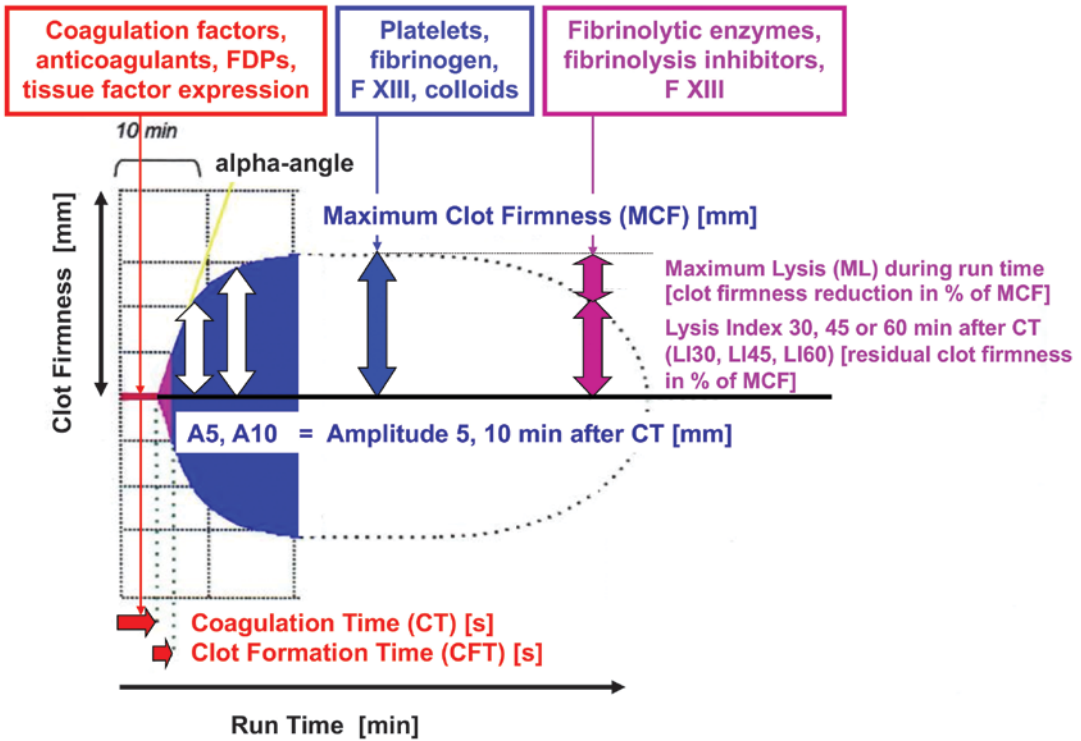 Coagulation factors,
anticoagulants, FDPs,
tissue factor expression
Platelets,
fibrinogen,
F XIII, colloids
Fibrinolytic enzymes,
fibrinolysis inhibitors,
F XIII
10 min
alpha-angle
Clot Firmness [mm]
Maximum Clot Firmness (MCF) [mm]
Maximum Lysis (ML) during run time
[clot firmness reduction in % of MCF]
Lysis Index 30, 45 or 60 min after CT
(LI30, LI45, LI60) [residual clot firmness
in % of MCF]
A5, A10 = Amplitude 5, 10 min after CT [mm]
Coagulation Time (CT) [s]
Clot Formation Time (CFT) [s]
Run Time [min]